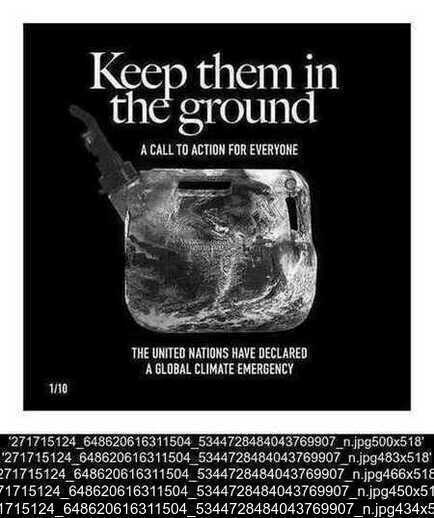 Keep them in
the ground
A CALL TO ACTION FOR EVERYONE
THE UNITED NATIONS HAVE DECLARED
A GLOBAL CLIMATE EMERGENCY
1/10
'271715124_648620616311504_5344728484043769907_n.jpg500x518'
'271715124_648620616311504_5344728484043769907_n.jpg483x518'
271715124_648620616311504_5344728484043769907_n.jpg466x518
71715124_648620616311504_5344728484043769907_n.jpg450x51
1715124_648620616311504_5344728484043769907_n.jpg434x5